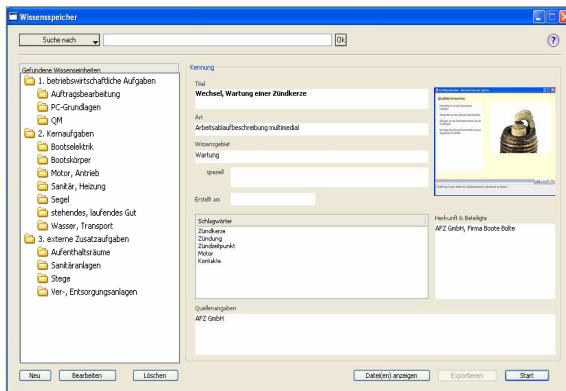 Wissensspeicher
Suche nach
Ok
?
Gefundene Wissenseinheiten
1. betriebswirtschaftliche Aufgaben
Auftragsbearbeitung
PC-Grundlagen
QM
2. Kernaufgaben
Bootselektrik
Bootskörper
Motor, Antrieb
Sanitär, Heizung
Segel
stehendes, laufendes Gut
Wasser, Transport
3. externe Zusatzaufgaben
Aufenthaltsräume
Sanitäranlagen
Stege
Ver-, Entsorgungsanlagen
Kennung
Titel
Wechsel, Wartung einer Zündkerze
Art
Arbeitsablaufbeschreibung multimedial
Wissensgebiet
Wartung
speziell
Erstellt am
Schlagwörter
Zündkerze
Zündung
Zündzeitpunkt
Motor
Kontakte
Herkunft & Beteiligte
AFZ GmbH, Firma Boote Bolte
Quellenangaben
AFZ GmbH
Neu
Bearbeiten
Löschen
Datei(en) anzeigen
Exportieren
Start